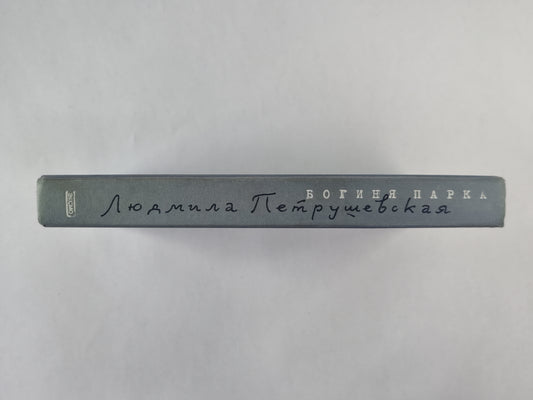 БОГИНЯ ПАРКА
Людмила Петрушевская